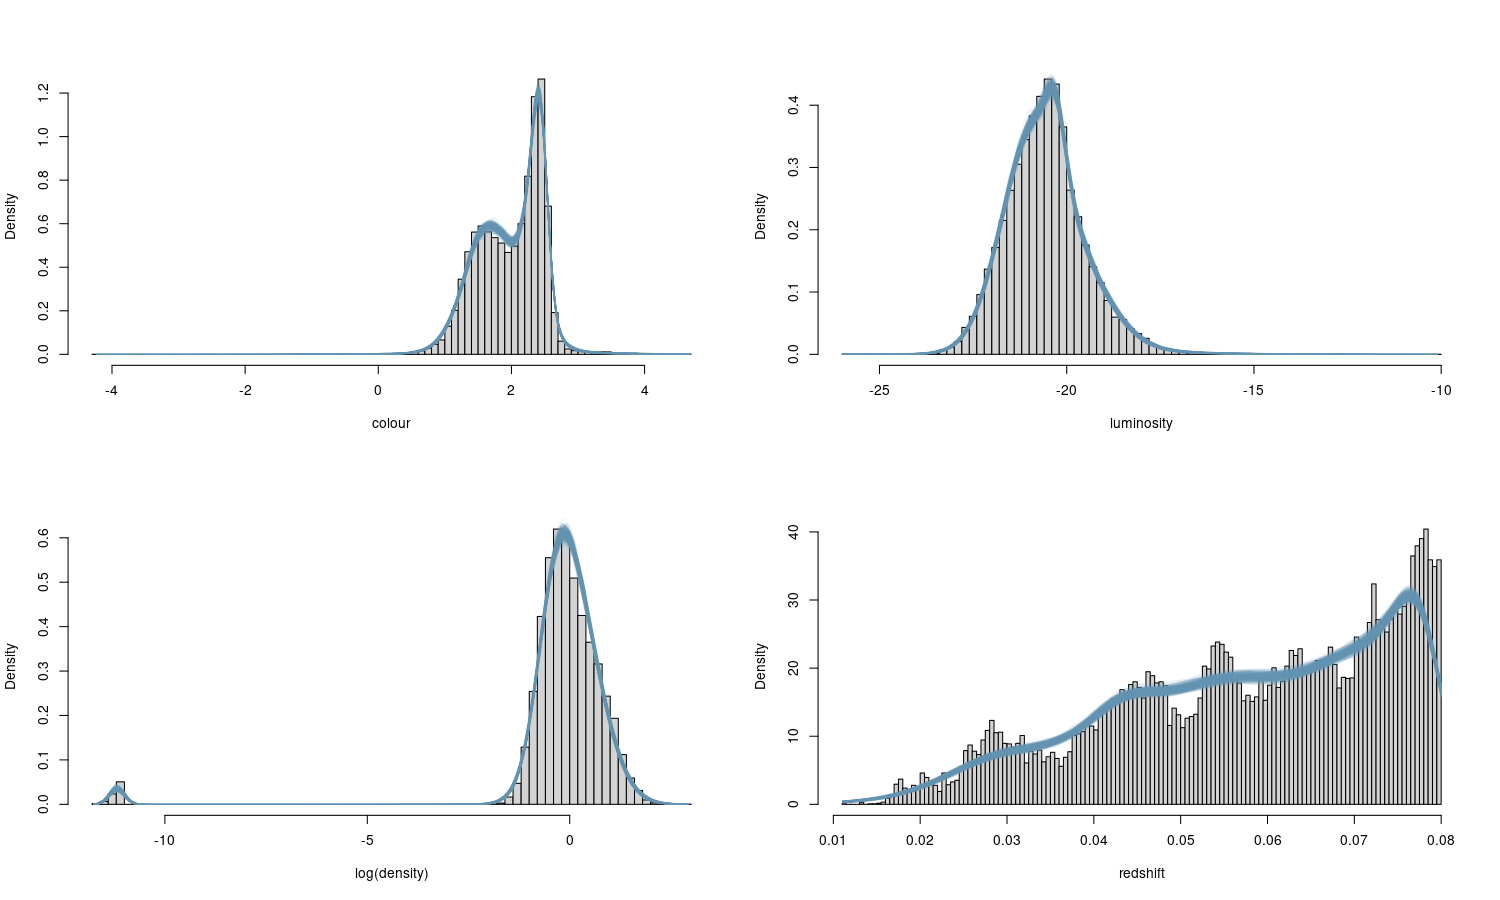 Density
0.0 0.2 0.4 0.6 0.8 1.0 1.2
-4 -2 0 2 4
colour
Density
0.0 0.1 0.2 0.3 0.4
-25 -20 -15 -10
luminosity
Density
0.0 0.1 0.2 0.3 0.4 0.5 0.6
-10 -5 0
log(density)
Density
0 10 20 30 40
0.01 0.02 0.03 0.04 0.05 0.06 0.07 0.08
redshift